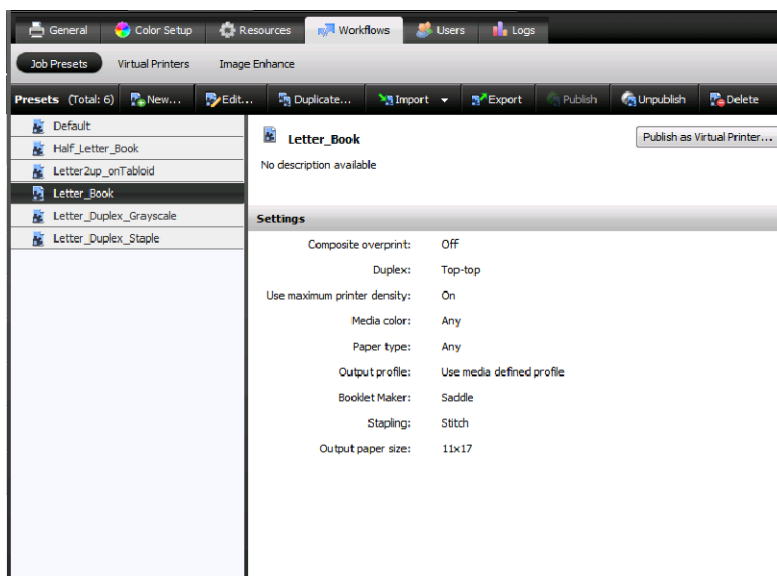 General Color Setup Resources Workflows Users Logs
Job Presets Virtual Printers Image Enhance
Presets (Total: 6) New... Edit... Duplicate... Import Export Publish Unpublish Delete
Default
Half_Letter_Book
Letter2up_onTabloid
Letter_Book
Letter_Duplex_Grayscale
Letter_Duplex_Staple
Letter_Book
Publish as Virtual Printer...
No description available
Settings
Composite overprint: Off
Duplex: Top-top
Use maximum printer density: On
Media color: Any
Paper type: Any
Output profile: Use media defined profile
Booklet Maker: Saddle
Stapling: Stitch
Output paper size: 11x17